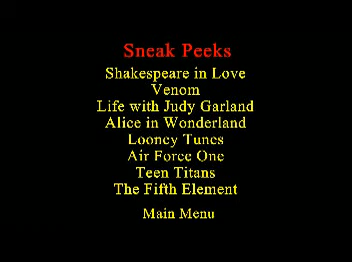 Sneak Peeks
Shakespeare in Love
Venom
Life with Judy Garland
Alice in Wonderland
Looney Tunes
Air Force One
Teen Titans
The Fifth Element
Main Menu